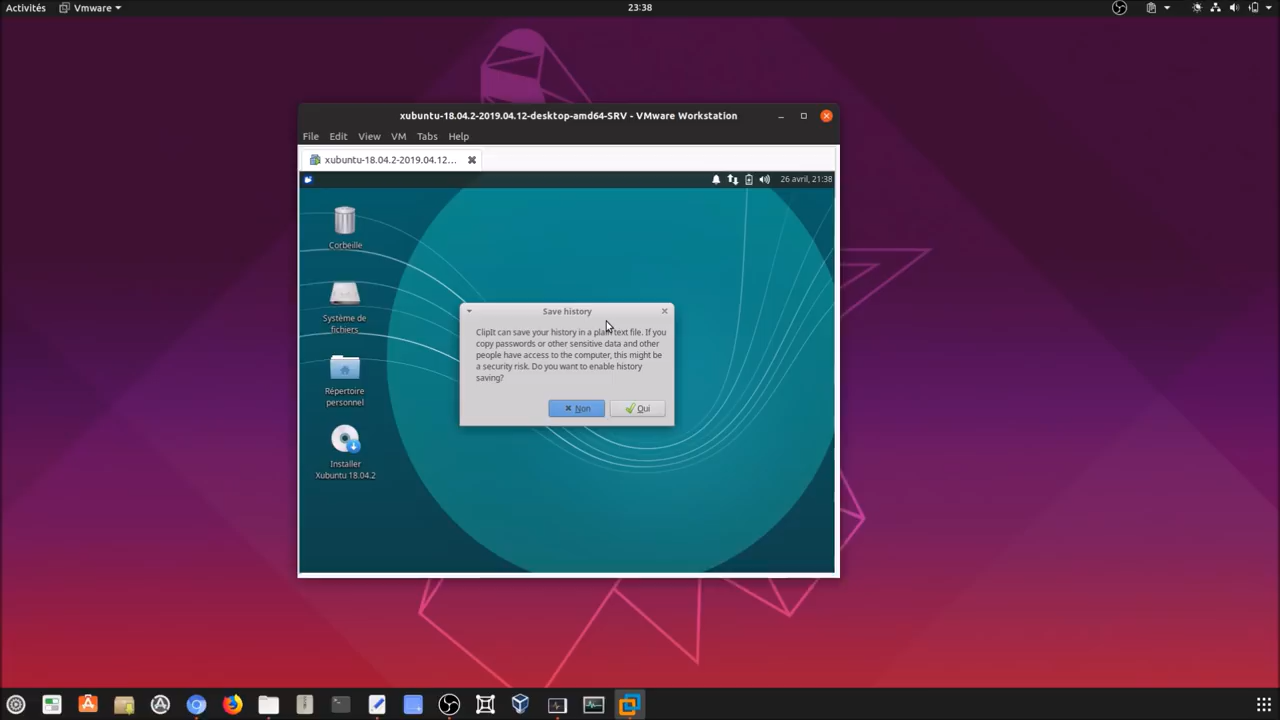 Activités
Vmware
23:38
xubuntu-18.04.2-2019.04.12-desktop-amd64-SRV - VMware Workstation
File Edit View VM Tabs Help
xubuntu-18.04.2-2019.04.12...
26 avril, 21:38
Corbeille
Système de
fichiers
Répertoire
personnel
Installer
Xubuntu 18.04.2
Save history
ClipIt can save your history in a plain text file. If you
copy passwords or other sensitive data and other
people have access to the computer, this might be
a security risk. Do you want to enable history
saving?
Non
Oui